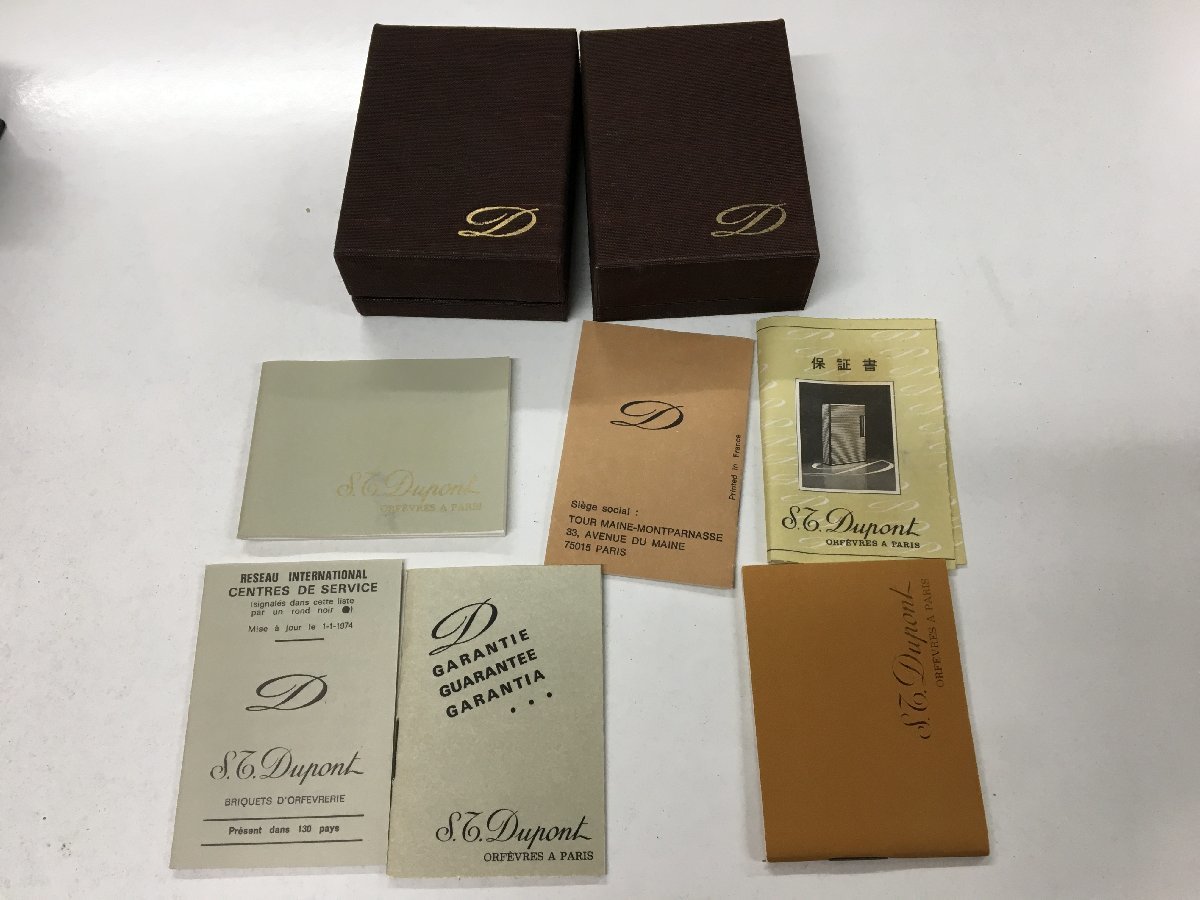 D
D
S.T. Dupont
ORFÈVRES A PARIS
D
Printed in France
Siège social :
TOUR MAINE-MONTPARNASSE
33, AVENUE DU MAINE
75015 PARIS
保証書
D
S.T. Dupont
ORFÈVRES A PARIS
RESEAU INTERNATIONAL
CENTRES DE SERVICE
(signalés dans cette liste
par un rond noir ●)
Mise à jour le 1-1-1974
D
S.T. Dupont
BRIQUETS D'ORFEVRERIE
Présent dans 130 pays
D
GARANTIE
GUARANTEE
GARANTIA
...
S.T. Dupont
ORFÈVRES A PARIS
S.T. Dupont
ORFÈVRES A PARIS